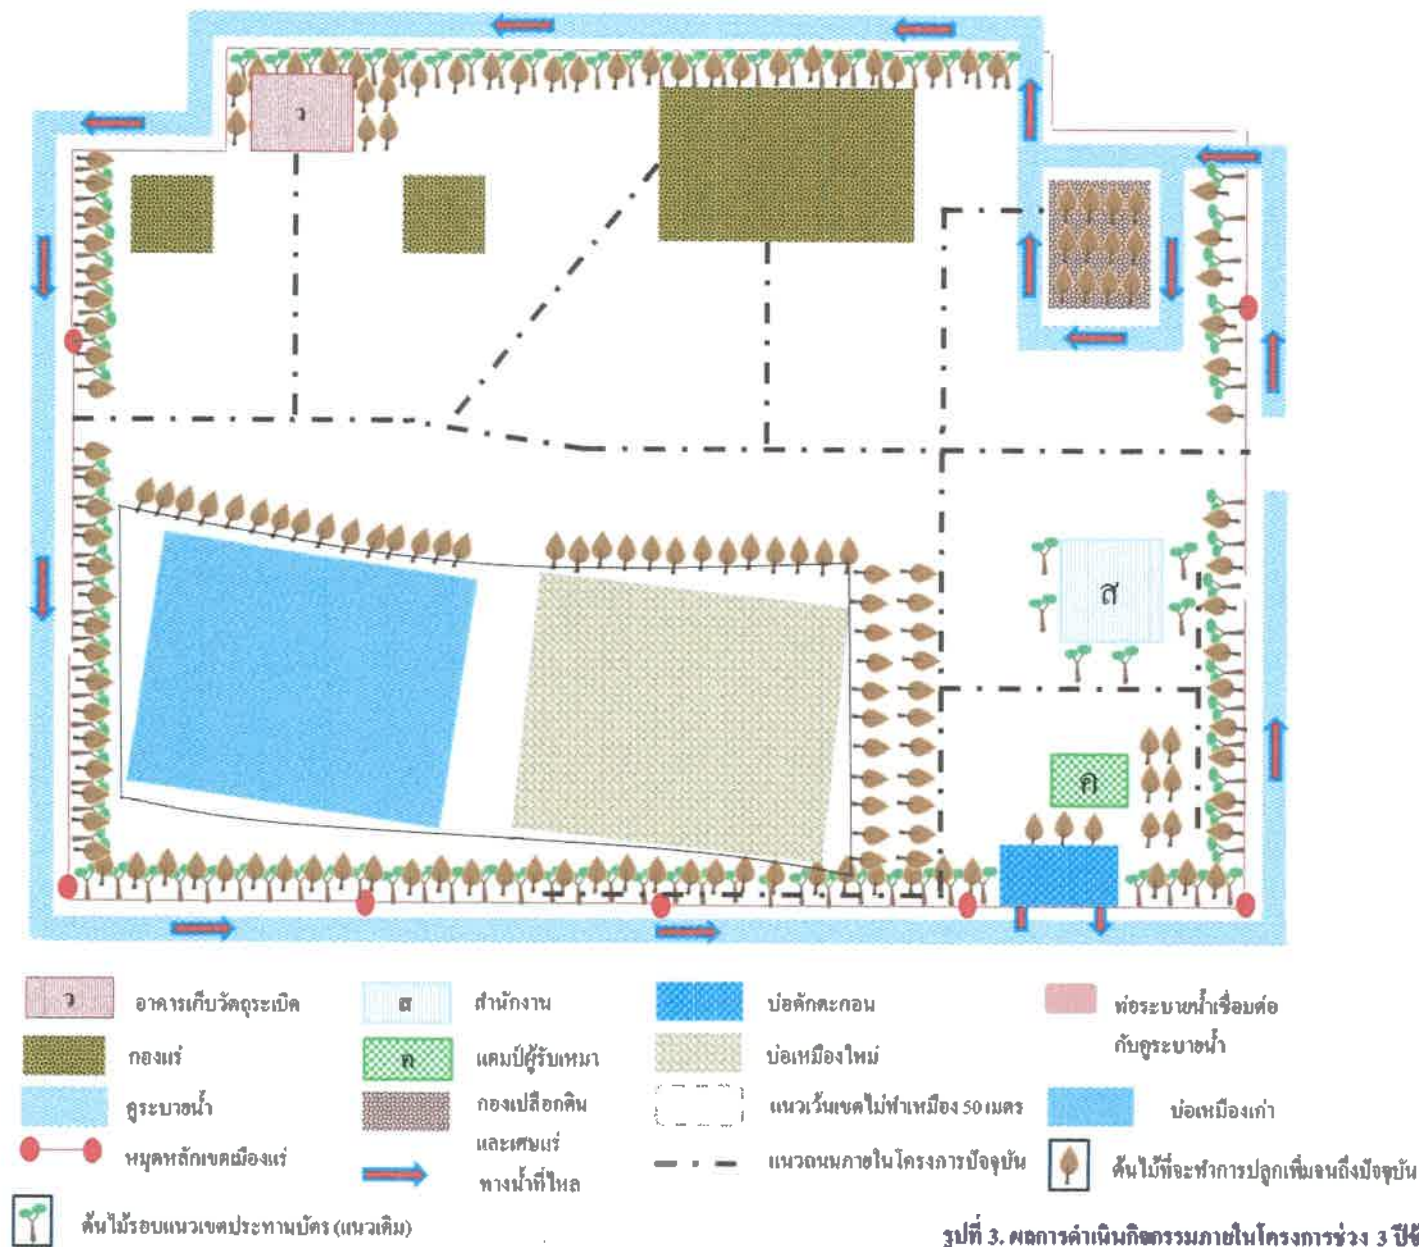 ว
สี
ค
ว อาคารเก็บวัตถุระเบิด
ส สำนักงาน
บ่อดักตะกอน
ท่อระบายน้ำเชื่อมต่อ
กับคูระบายน้ำ
กองแร่
ค แคมป์ผู้รับเหมา
บ่อเหมืองใหม่
คูระบายน้ำ
กองเปลือกดิน
และเศษแร่
แนวเว้นเขตไม่ทำเหมือง 50 เมตร
บ่อเหมืองเก่า
หมุดหลักเขตเมืองแร่
ทางน้ำที่ไหล
แนวถนนภายในโครงการปัจจุบัน
ต้นไม้ที่จะทำการปลูกเพิ่มจนถึงปัจจุบัน
ต้นไม้รอบแนวเขตประทานบัตร (แนวเดิม)
รูปที่ 3. ผลการดำเนินกิจกรรมภายในโครงการช่วง 3 ปี